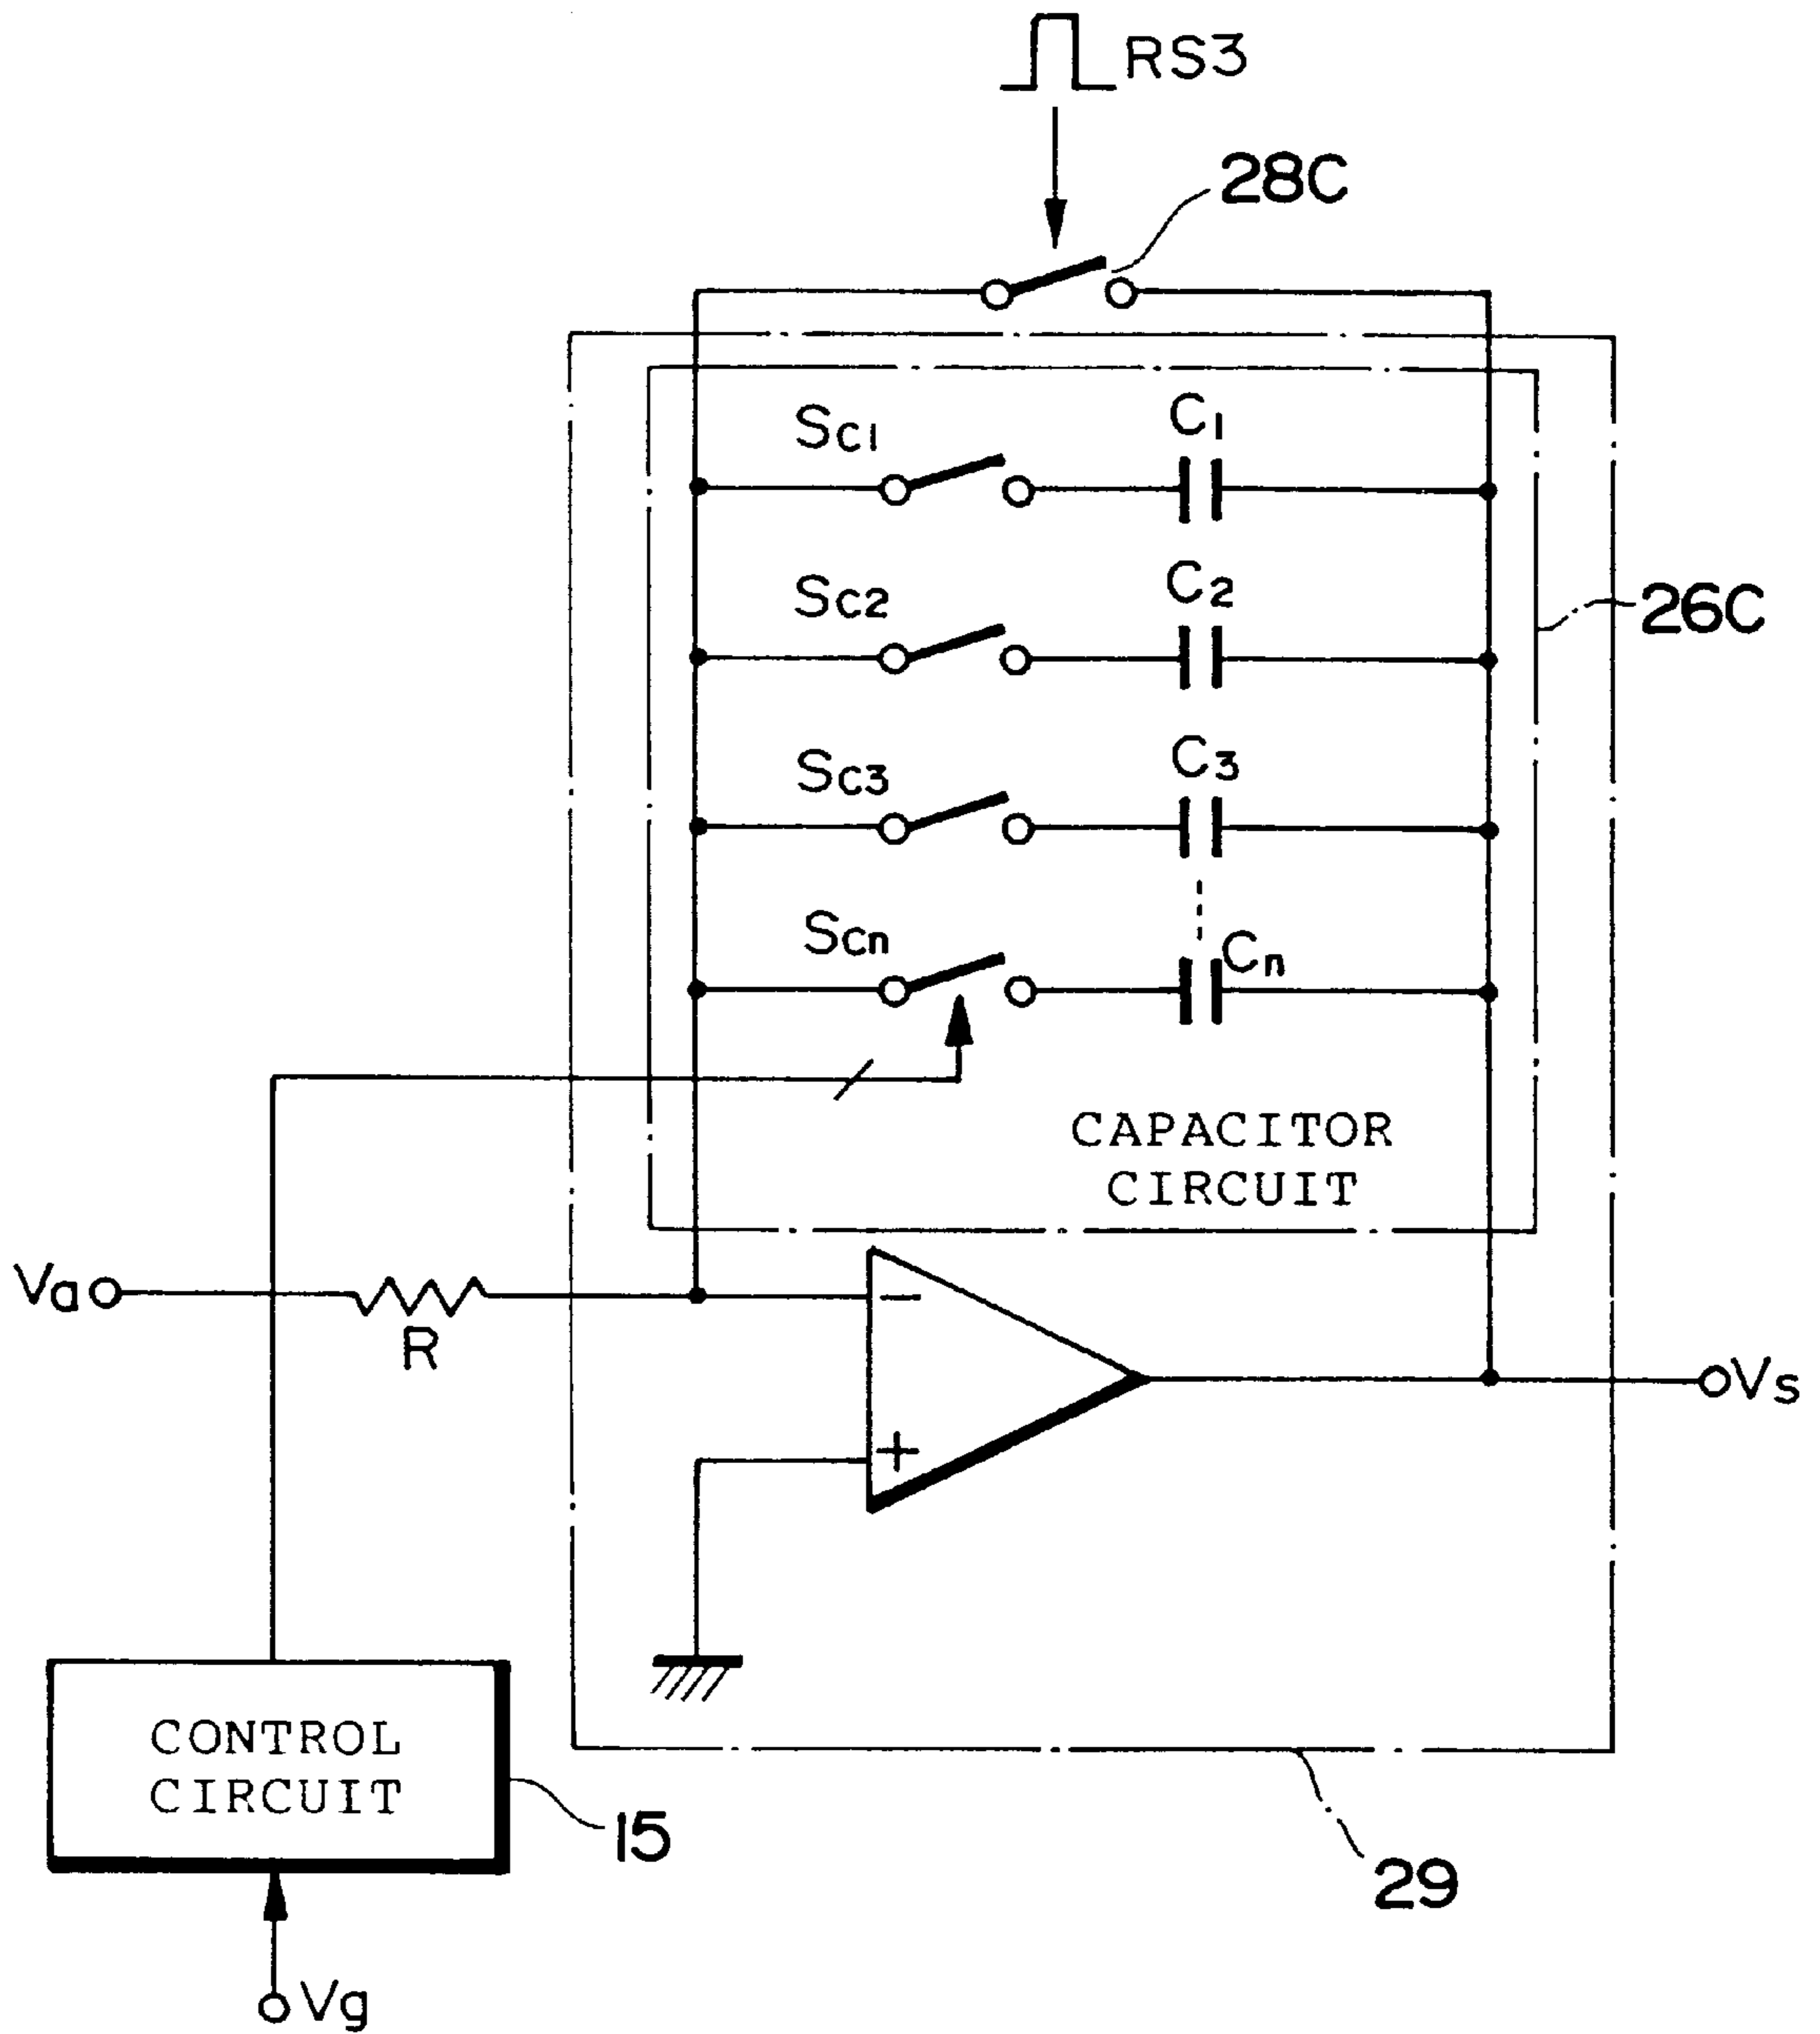 RS3
28C
Sc1
C1
Sc2
C2
26C
Sc3
C3
Scn
Cn
CAPACITOR
CIRCUIT
Va
R
−
+
Vs
CONTROL
CIRCUIT
15
29
Vg